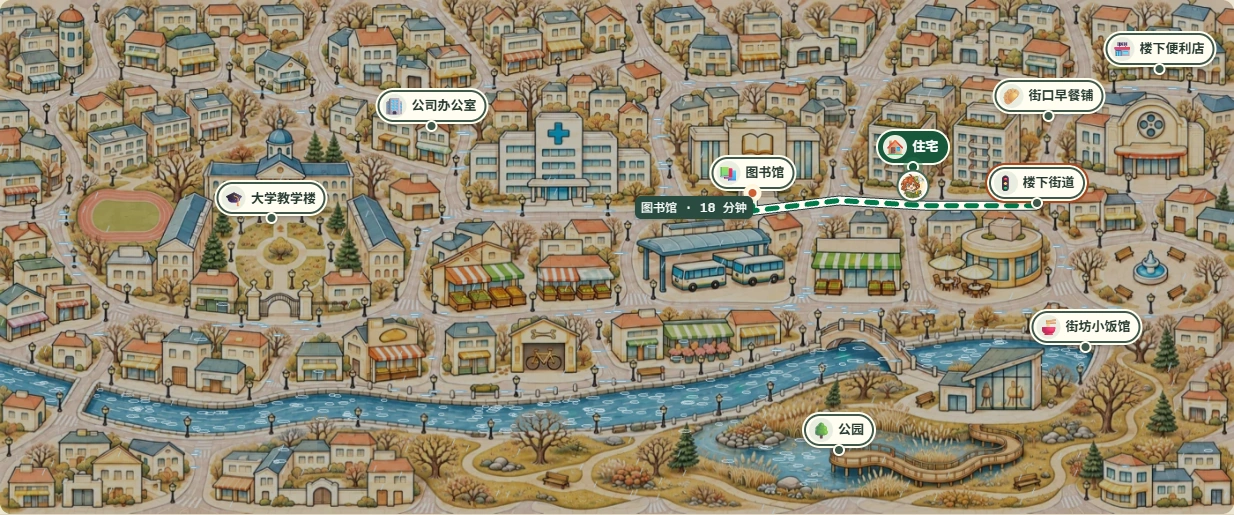 楼下便利店
公司办公室
街口早餐铺
住宅
图书馆
楼下街道
大学教学楼
图书馆 · 18 分钟
街坊小饭馆
公园